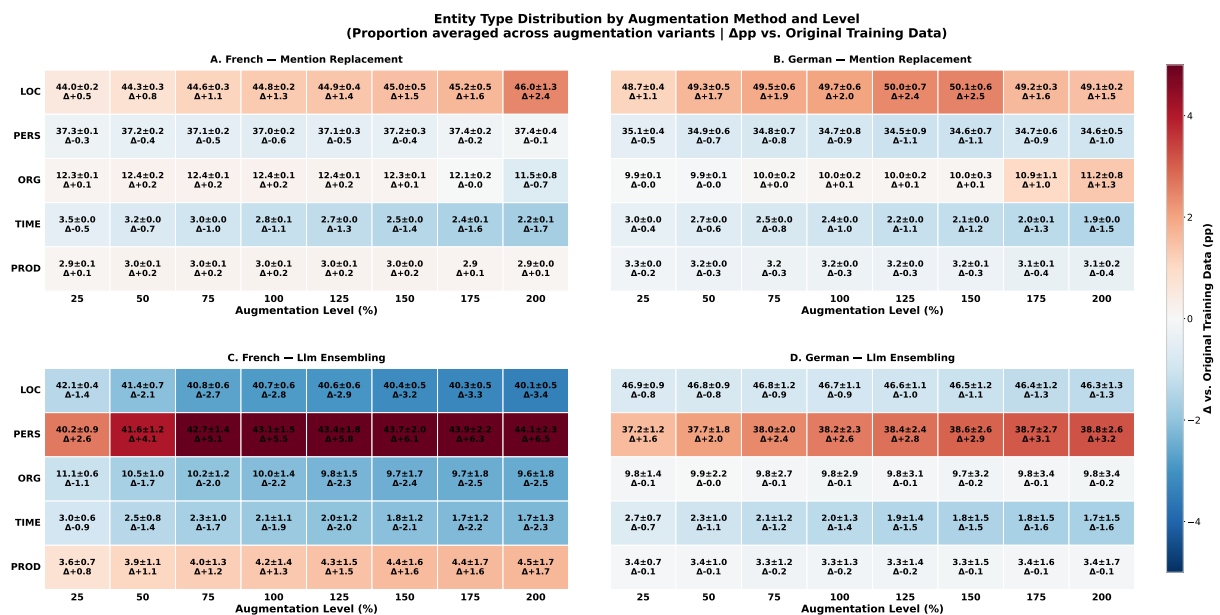 Entity Type Distribution by Augmentation Method and Level
(Proportion averaged across augmentation variants | Δpp vs. Original Training Data)
A. French — Mention Replacement
LOC 44.0±0.2 44.3±0.3 44.6±0.3 44.8±0.2 44.9±0.4 45.0±0.5 45.2±0.5 46.0±1.3
Δ+0.5 Δ+0.8 Δ+1.1 Δ+1.3 Δ+1.4 Δ+1.5 Δ+1.6 Δ+2.4
PERS 37.3±0.1 37.2±0.2 37.1±0.2 37.0±0.2 37.1±0.3 37.2±0.3 37.4±0.2 37.4±0.4
Δ-0.3 Δ-0.4 Δ-0.5 Δ-0.6 Δ-0.5 Δ-0.4 Δ-0.2 Δ-0.1
ORG 12.3±0.1 12.4±0.2 12.4±0.1 12.4±0.1 12.4±0.1 12.3±0.1 12.1±0.2 11.5±0.8
Δ+0.1 Δ+0.2 Δ+0.2 Δ+0.2 Δ+0.2 Δ+0.1 Δ-0.0 Δ-0.7
TIME 3.5±0.0 3.2±0.0 3.0±0.0 2.8±0.1 2.7±0.0 2.5±0.0 2.4±0.1 2.2±0.1
Δ-0.5 Δ-0.7 Δ-1.0 Δ-1.1 Δ-1.3 Δ-1.4 Δ-1.6 Δ-1.7
PROD 2.9±0.1 3.0±0.1 3.0±0.1 3.0±0.1 3.0±0.1 3.0±0.0 2.9 2.9±0.0
Δ+0.1 Δ+0.2 Δ+0.2 Δ+0.2 Δ+0.2 Δ+0.2 Δ+0.1 Δ+0.1
25 50 75 100 125 150 175 200
Augmentation Level (%)
B. German — Mention Replacement
48.7±0.4 49.3±0.5 49.5±0.6 49.7±0.6 50.0±0.7 50.1±0.6 49.2±0.3 49.1±0.2
Δ+1.1 Δ+1.7 Δ+1.9 Δ+2.0 Δ+2.4 Δ+2.5 Δ+1.6 Δ+1.5
35.1±0.4 34.9±0.6 34.8±0.7 34.7±0.8 34.5±0.9 34.6±0.7 34.7±0.6 34.6±0.5
Δ-0.5 Δ-0.7 Δ-0.8 Δ-0.9 Δ-1.1 Δ-1.1 Δ-0.9 Δ-1.0
9.9±0.1 9.9±0.1 10.0±0.2 10.0±0.2 10.0±0.2 10.0±0.3 10.9±1.1 11.2±0.8
Δ-0.0 Δ-0.0 Δ+0.0 Δ+0.1 Δ+0.1 Δ+0.1 Δ+1.0 Δ+1.3
3.0±0.0 2.7±0.0 2.5±0.0 2.4±0.0 2.2±0.0 2.1±0.0 2.0±0.1 1.9±0.0
Δ-0.4 Δ-0.6 Δ-0.8 Δ-1.0 Δ-1.1 Δ-1.2 Δ-1.3 Δ-1.5
3.3±0.0 3.2±0.0 3.2 3.2±0.0 3.2±0.0 3.2±0.1 3.1±0.1 3.1±0.2
Δ-0.2 Δ-0.3 Δ-0.3 Δ-0.3 Δ-0.3 Δ-0.3 Δ-0.4 Δ-0.4
25 50 75 100 125 150 175 200
Augmentation Level (%)
C. French — Llm Ensembling
LOC 42.1±0.4 41.4±0.7 40.8±0.6 40.7±0.6 40.6±0.6 40.4±0.5 40.3±0.5 40.1±0.5
Δ-1.4 Δ-2.1 Δ-2.7 Δ-2.8 Δ-2.9 Δ-3.2 Δ-3.3 Δ-3.4
PERS 40.2±0.9 41.6±1.2 42.7±1.4 43.1±1.5 43.4±1.8 43.7±2.0 43.9±2.2 44.1±2.3
Δ+2.6 Δ+4.1 Δ+5.1 Δ+5.5 Δ+5.8 Δ+6.1 Δ+6.3 Δ+6.5
ORG 11.1±0.6 10.5±1.0 10.2±1.2 10.0±1.4 9.8±1.5 9.7±1.7 9.7±1.8 9.6±1.8
Δ-1.1 Δ-1.7 Δ-2.0 Δ-2.2 Δ-2.3 Δ-2.4 Δ-2.5 Δ-2.5
TIME 3.0±0.6 2.5±0.8 2.3±1.0 2.1±1.1 2.0±1.2 1.8±1.2 1.7±1.2 1.7±1.3
Δ-0.9 Δ-1.4 Δ-1.7 Δ-1.9 Δ-2.0 Δ-2.1 Δ-2.2 Δ-2.3
PROD 3.6±0.7 3.9±1.1 4.0±1.3 4.2±1.4 4.3±1.5 4.4±1.6 4.4±1.7 4.5±1.7
Δ+0.8 Δ+1.1 Δ+1.2 Δ+1.3 Δ+1.5 Δ+1.6 Δ+1.6 Δ+1.7
25 50 75 100 125 150 175 200
Augmentation Level (%)
D. German — Llm Ensembling
46.9±0.9 46.8±0.9 46.8±1.2 46.7±1.1 46.6±1.1 46.5±1.2 46.4±1.2 46.3±1.3
Δ-0.8 Δ-0.8 Δ-0.9 Δ-0.9 Δ-1.0 Δ-1.1 Δ-1.3 Δ-1.3
37.2±1.2 37.7±1.8 38.0±2.0 38.2±2.3 38.4±2.4 38.6±2.6 38.7±2.7 38.8±2.6
Δ+1.6 Δ+2.0 Δ+2.4 Δ+2.6 Δ+2.8 Δ+2.9 Δ+3.1 Δ+3.2
9.8±1.4 9.9±2.2 9.8±2.7 9.8±2.9 9.8±3.1 9.7±3.2 9.8±3.4 9.8±3.4
Δ-0.1 Δ-0.0 Δ-0.1 Δ-0.1 Δ-0.1 Δ-0.2 Δ-0.1 Δ-0.1
2.7±0.7 2.3±1.0 2.1±1.2 2.0±1.3 1.9±1.4 1.8±1.5 1.8±1.5 1.7±1.5
Δ-0.7 Δ-1.1 Δ-1.2 Δ-1.4 Δ-1.5 Δ-1.5 Δ-1.6 Δ-1.6
3.4±0.7 3.4±1.0 3.3±1.2 3.3±1.3 3.3±1.4 3.3±1.5 3.4±1.6 3.4±1.7
Δ-0.1 Δ-0.1 Δ-0.2 Δ-0.2 Δ-0.2 Δ-0.1 Δ-0.1 Δ-0.1
25 50 75 100 125 150 175 200
Augmentation Level (%)
4
2
0
−2
−4
Δ vs. Original Training Data (pp)